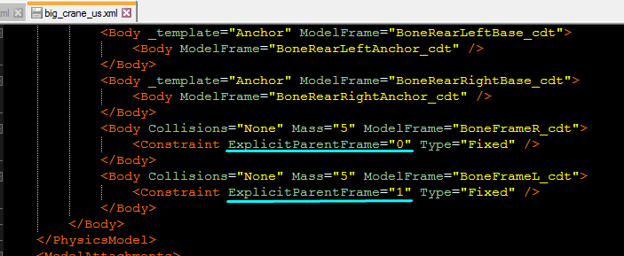 ml big_crane_us.xml
<Body _template="Anchor" ModelFrame="BoneRearLeftBase_cdt">
<Body ModelFrame="BoneRearLeftAnchor_cdt" />
</Body>
<Body _template="Anchor" ModelFrame="BoneRearRightBase_cdt">
<Body ModelFrame="BoneRearRightAnchor_cdt" />
</Body>
<Body Collisions="None" Mass="5" ModelFrame="BoneFrameR_cdt">
<Constraint ExplicitParentFrame="0" Type="Fixed" />
</Body>
<Body Collisions="None" Mass="5" ModelFrame="BoneFrameL_cdt">
<Constraint ExplicitParentFrame="1" Type="Fixed" />
</Body>
</Body>
</PhysicsModel>
<ModelAttachments>